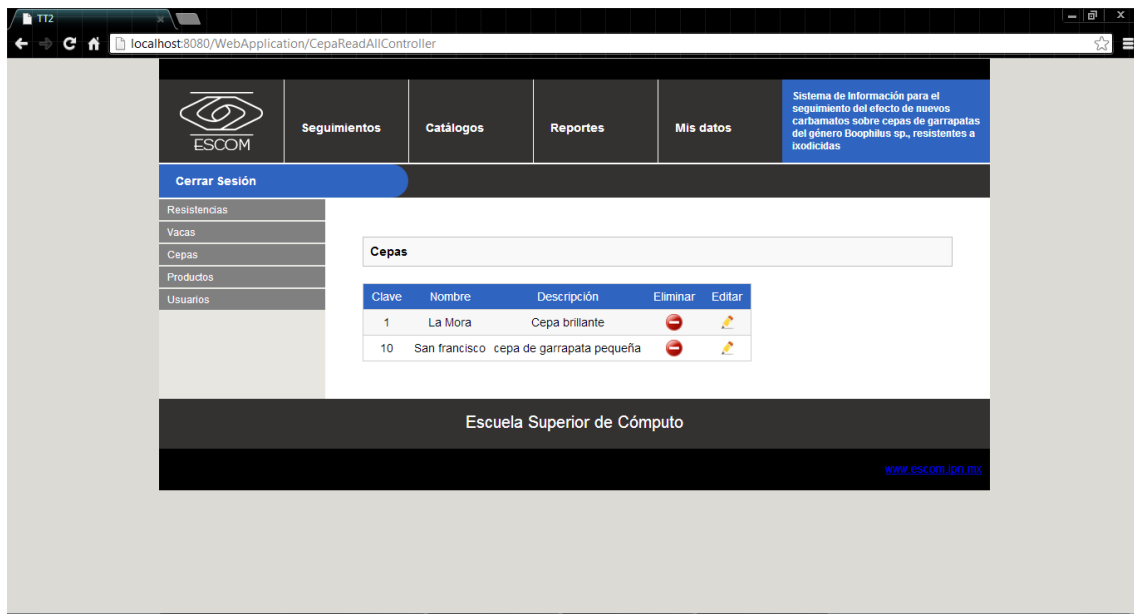 TT2
localhost:8080/WebApplication/CepaReadAllController
ESCOM
Seguimientos
Catálogos
Reportes
Mis datos
Sistema de Información para el
seguimiento del efecto de nuevos
carbamatos sobre cepas de garrapatas
del género Boophilus sp., resistentes a
ixodicidas
Cerrar Sesión
Resistencias
Vacas
Cepas
Productos
Usuarios
Cepas
Clave Nombre Descripción Eliminar Editar
1 La Mora Cepa brillante
10 San francisco cepa de garrapata pequeña
Escuela Superior de Cómputo
www.escom.ipn.mx